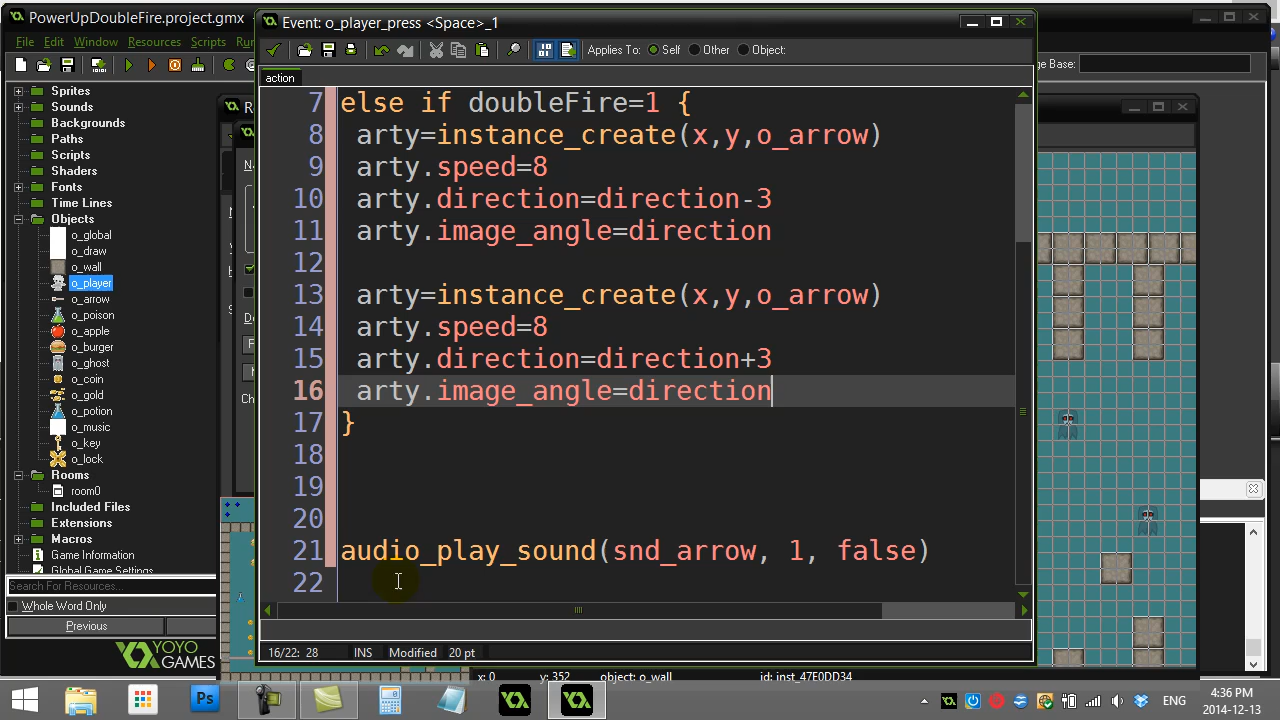 PowerUpDoubleFire.project.gmx
File Edit Window Resources Scripts Run
Event: o_player_press <Space>_1
Applies To: Self Other Object:
action
7 else if doubleFire=1 {
8 arty=instance_create(x,y,o_arrow)
9 arty.speed=8
10 arty.direction=direction-3
11 arty.image_angle=direction
12
13 arty=instance_create(x,y,o_arrow)
14 arty.speed=8
15 arty.direction=direction+3
16 arty.image_angle=direction
17 }
18
19
20
21 audio_play_sound(snd_arrow, 1, false)
22
16/22: 28 INS Modified 20 pt
Sprites
Sounds
Backgrounds
Paths
Scripts
Shaders
Fonts
Time Lines
Objects
o_global
o_draw
o_wall
o_player
o_arrow
o_poison
o_apple
o_burger
o_ghost
o_coin
o_gold
o_potion
o_music
o_key
o_lock
Rooms
room0
Included Files
Extensions
Macros
Game Information
Global Game Settings
Search For...
Whole Word Only
Previous
YOYO
GAMES
ge Base:
x: 0 y: 352 object: o_wall id: inst_47E0DD34
Ps
ENG
4:36 PM
2014-12-13